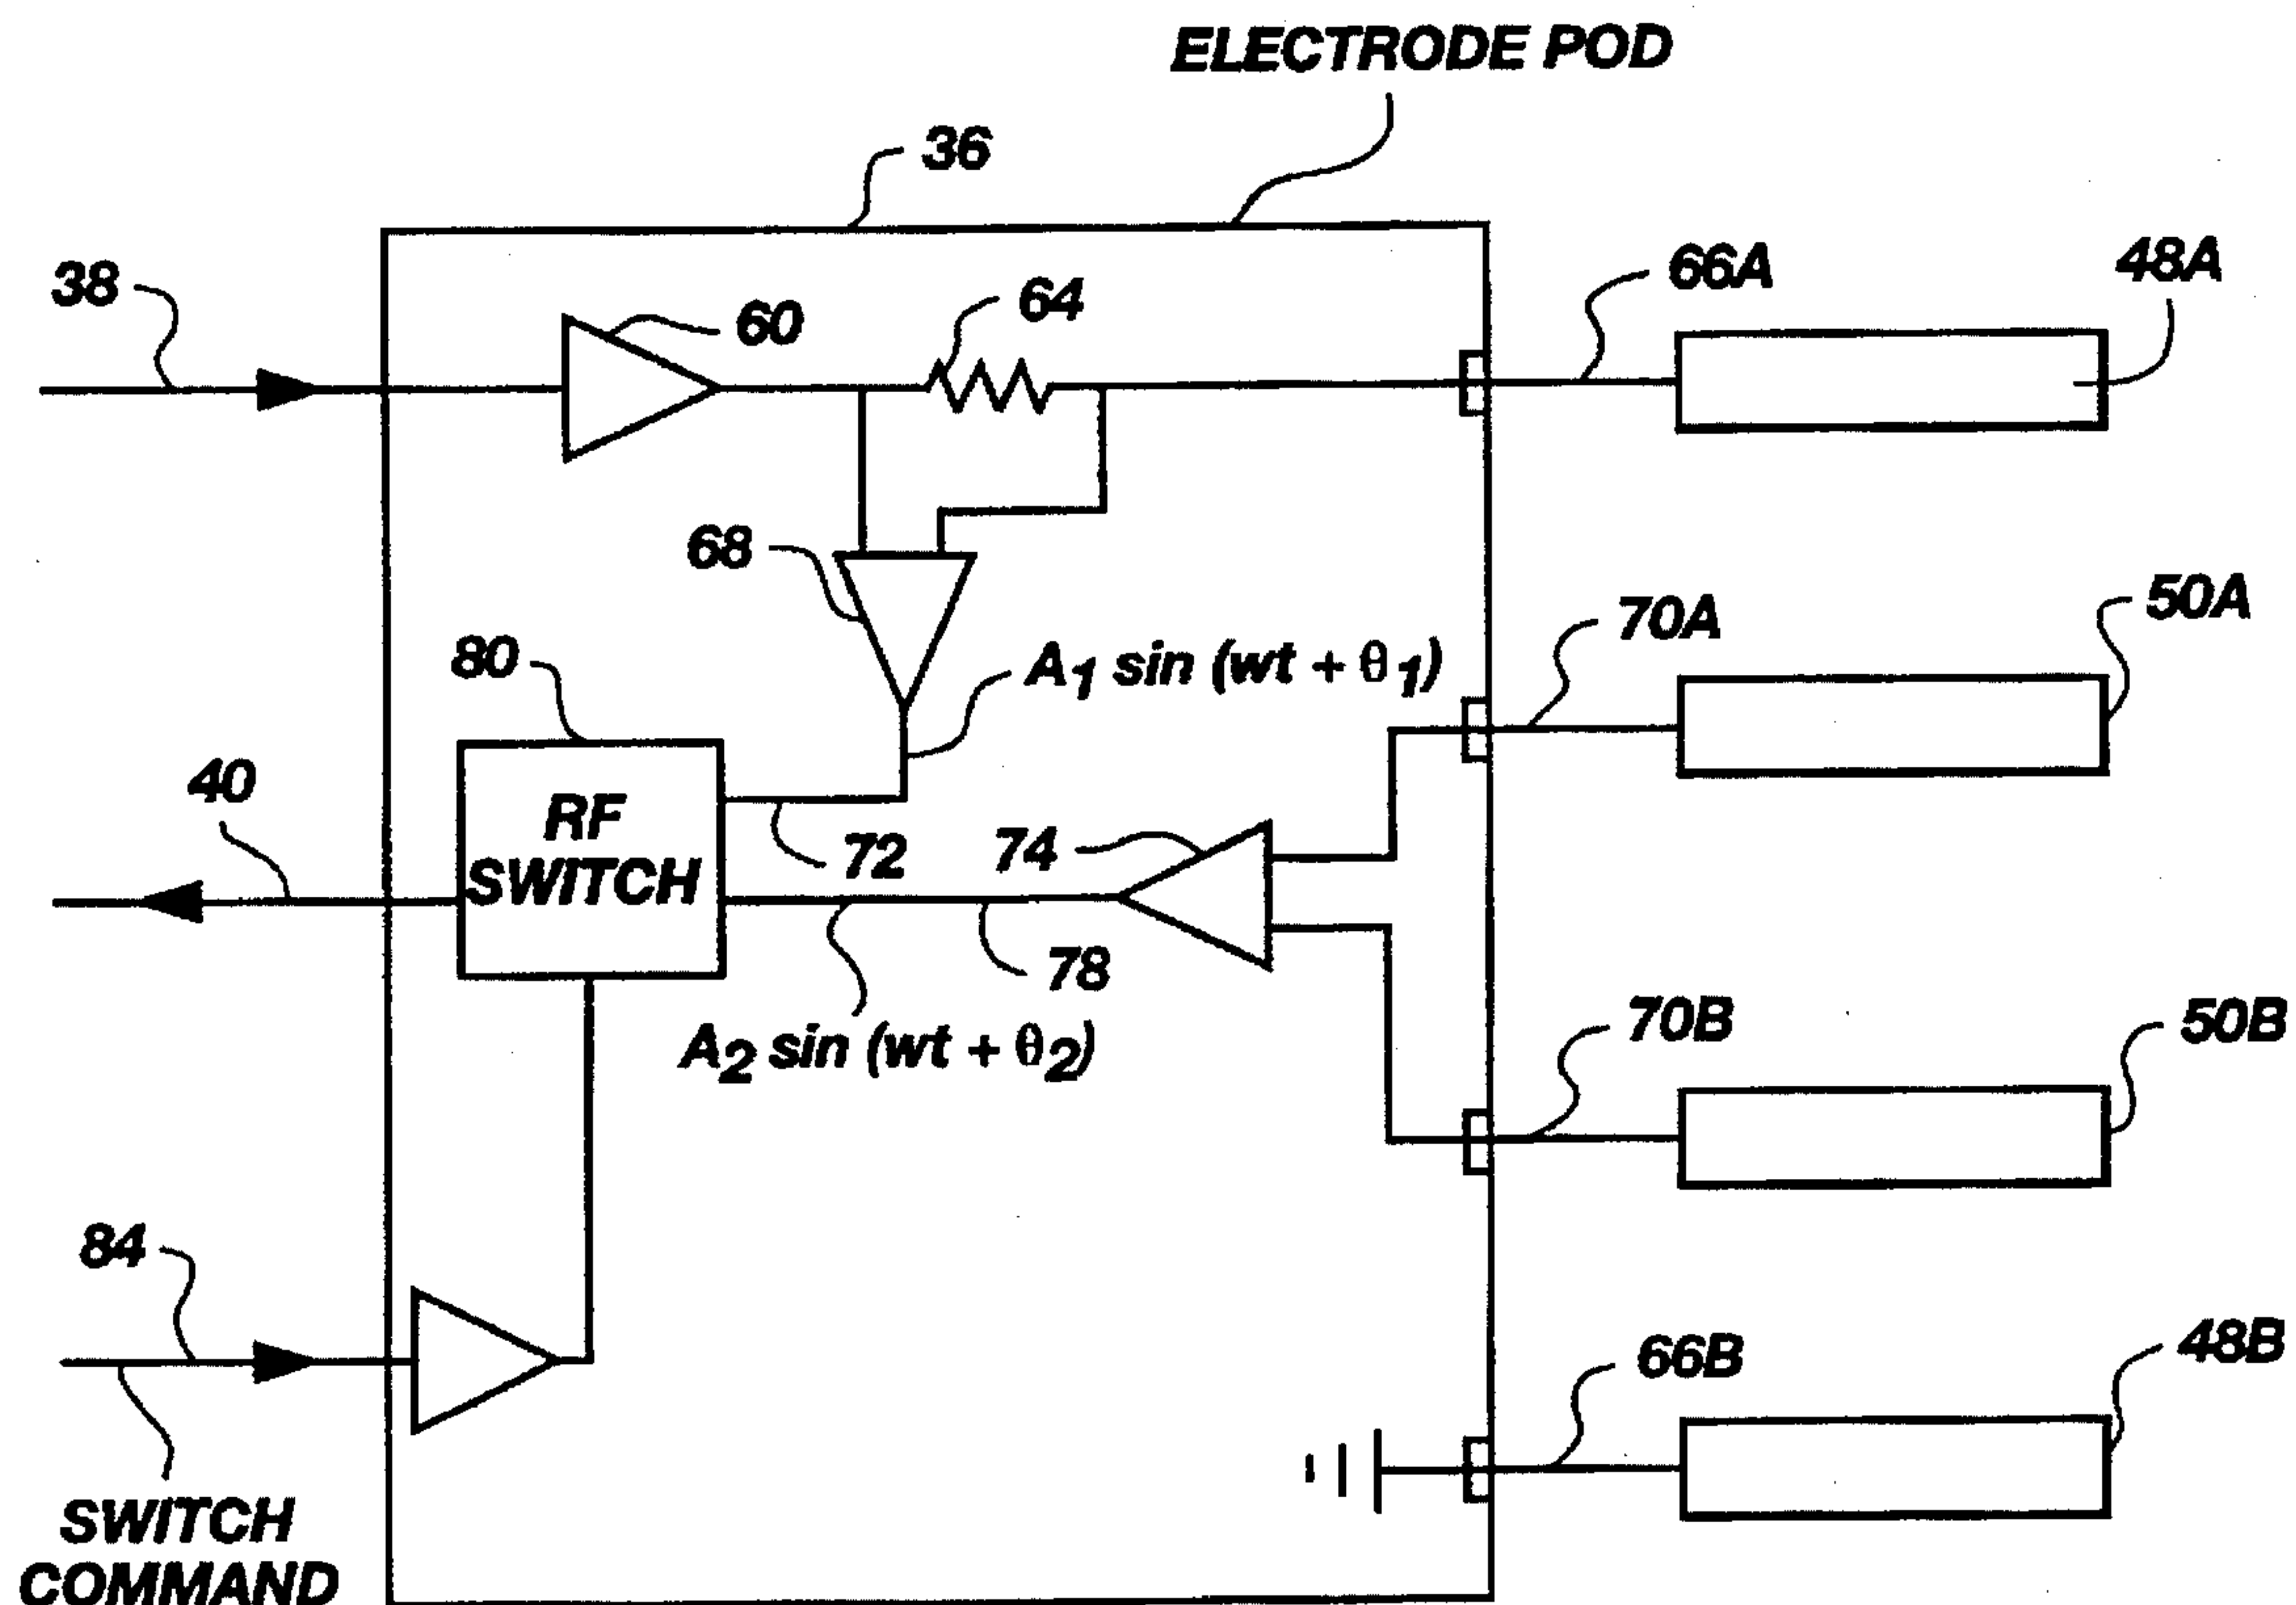 ELECTRODE POD
36
38
60
64
66A
48A
68
70A
50A
80
A1 sin (wt + θ1)
40
RF
SWITCH
72
74
78
A2 sin (wt + θ2)
70B
50B
84
66B
48B
SWITCH
COMMAND